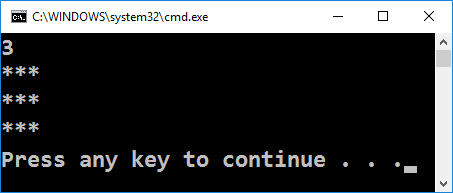 C:\WINDOWS\system32\cmd.exe
3
***
***
***
Press any key to continue . . .